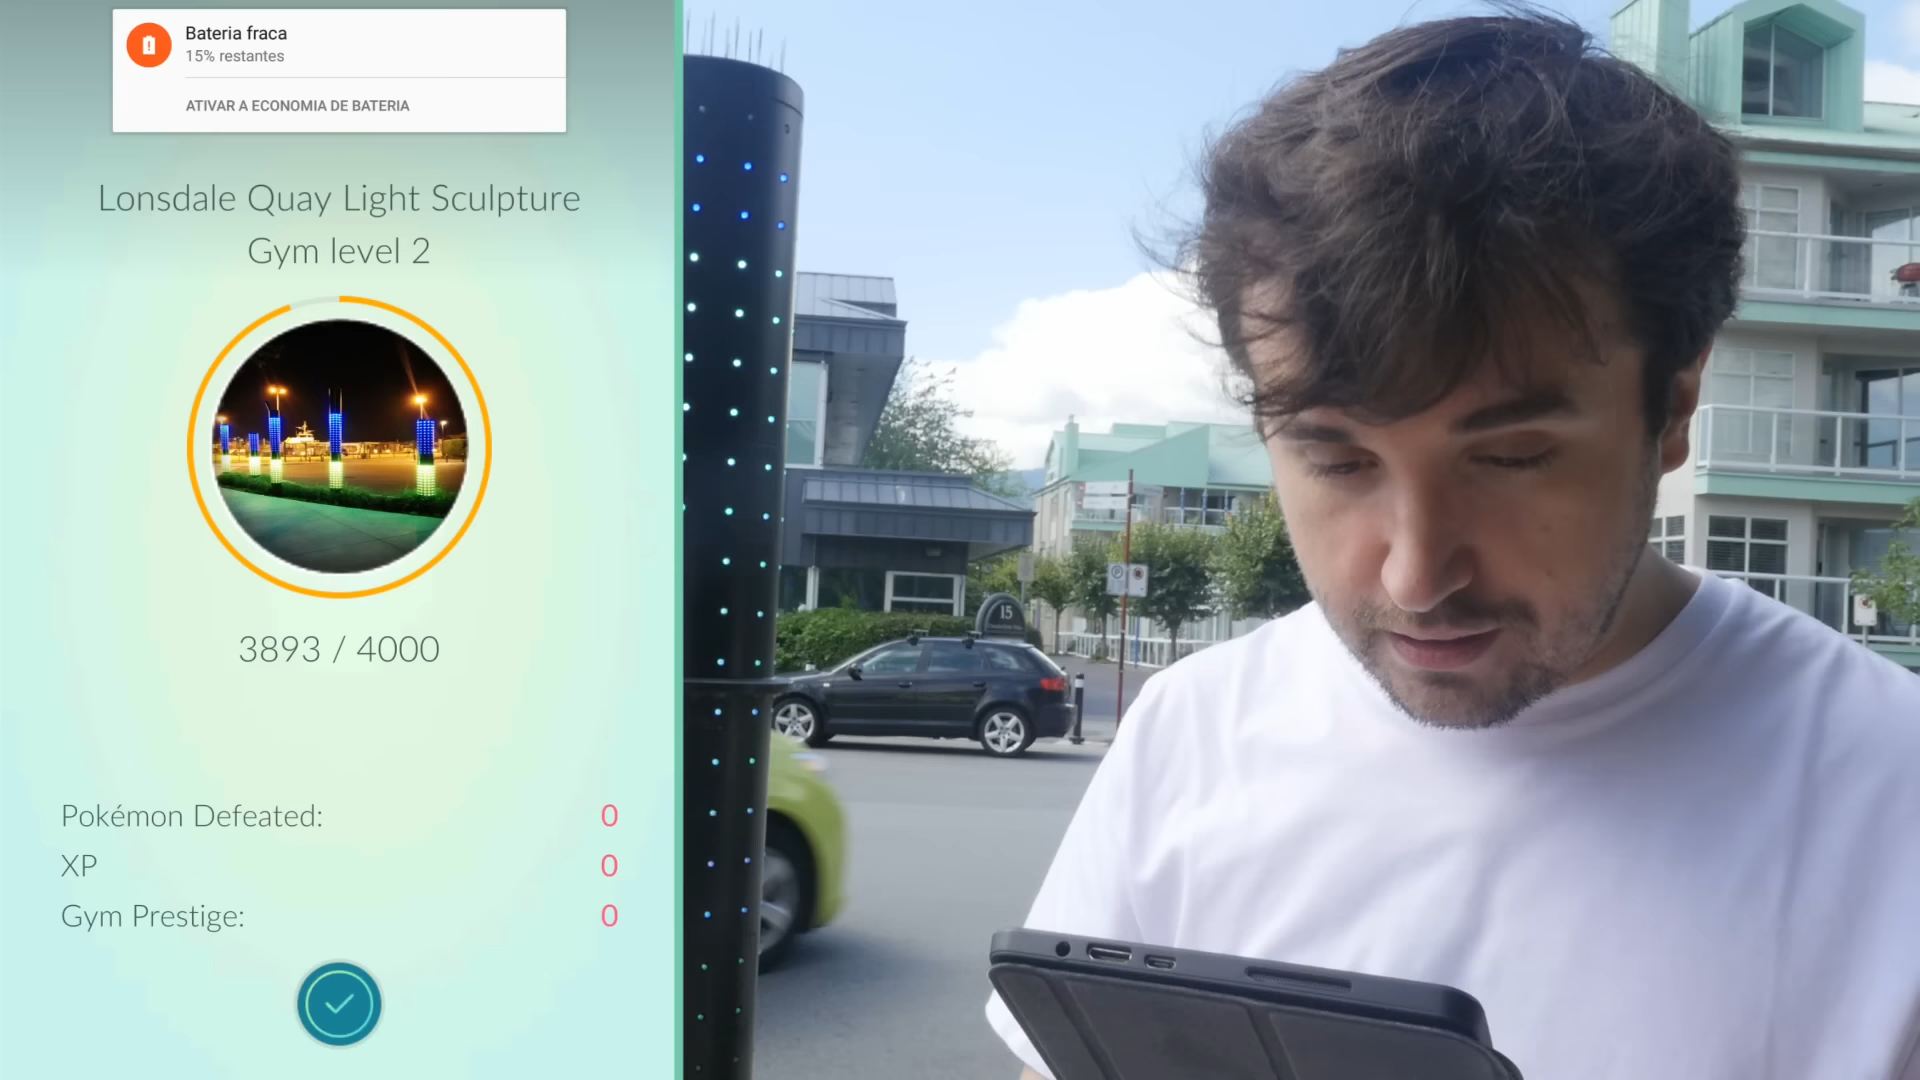 Bateria fraca
15% restantes
ATIVAR A ECONOMIA DE BATERIA
Lonsdale Quay Light Sculpture
Gym level 2
3893 / 4000
Pokémon Defeated: 0
XP 0
Gym Prestige: 0
15